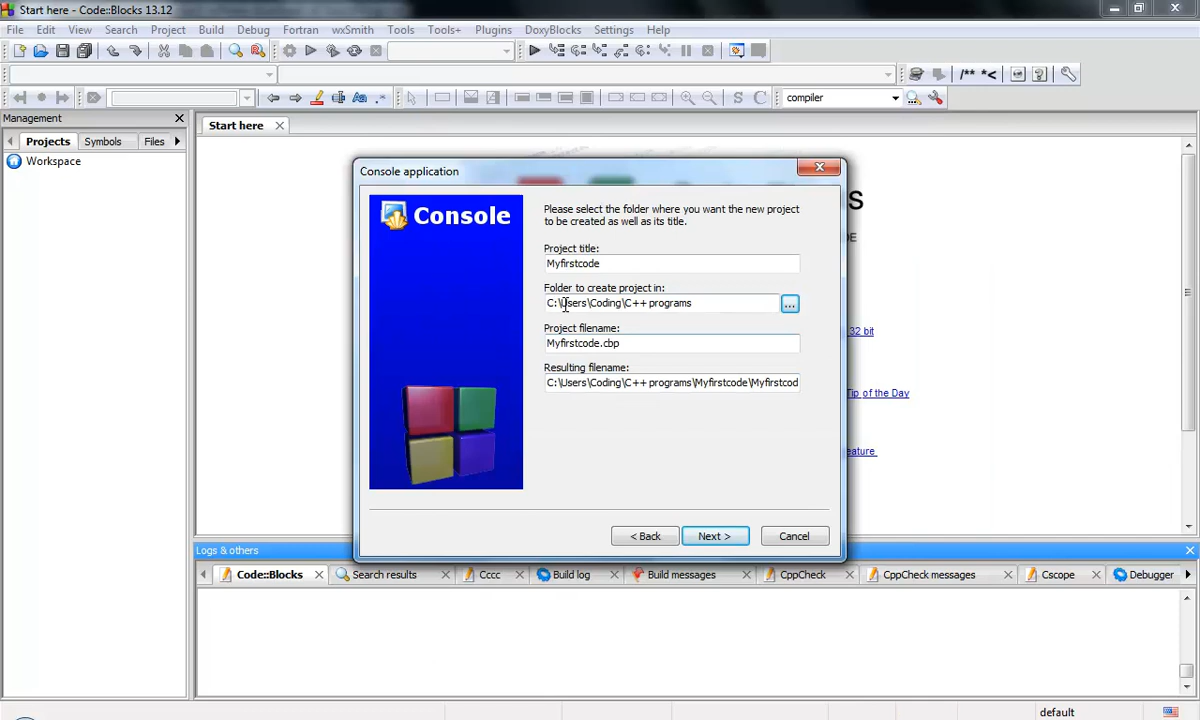 Start here - Code::Blocks 13.12
File Edit View Search Project Build Debug Fortran wxSmith Tools Tools+ Plugins DoxyBlocks Settings Help
/** *<
S C compiler
Management
Projects Symbols Files
Workspace
Start here
Console application
Console
Please select the folder where you want the new project
to be created as well as its title.
Project title:
Myfirstcode
Folder to create project in:
C:\Users\Coding\C++ programs
...
Project filename:
Myfirstcode.cbp
Resulting filename:
C:\Users\Coding\C++ programs\Myfirstcode\Myfirstcod
< Back Next > Cancel
S
DE
32 bit
Tip of the Day
eature
Logs & others
Code::Blocks Search results Cccc Build log Build messages CppCheck CppCheck messages Cscope Debugger
default